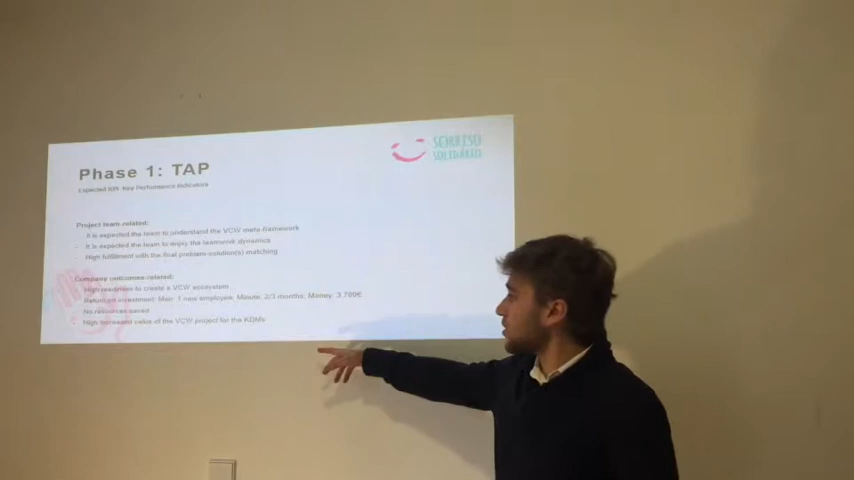 Phase 1: TAP
SORRISO
SOLIDÁRIO
Expected KPI: Key Performance Indicators
Project team-related:
- It is expected the team to understand the VCW meta-framework
- It is expected the team to enjoy the teamwork dynamics
- High fulfillment with the final problem-solution(s) matching
Company outcomes-related:
- High readiness to create a VCW ecosystem
- Return on investment: Man: 1 new employee, Minute: 2/3 months; Money: 3.700€
- No resources saved
- High increased value of the VCW project for the KDMs